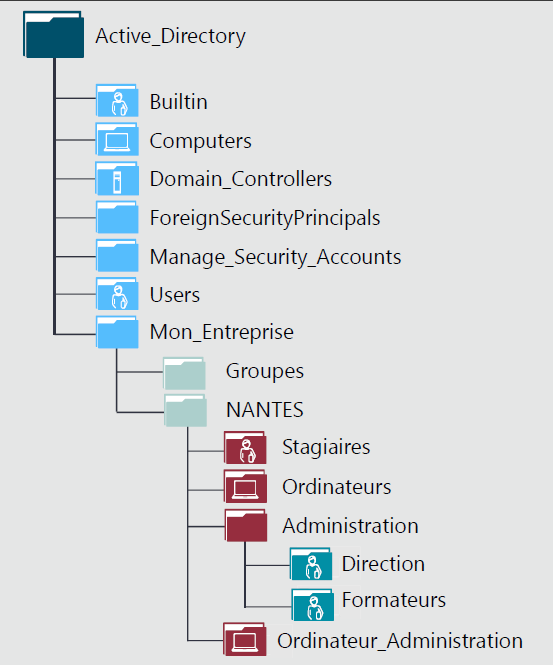 Active_Directory
Builtin
Computers
Domain_Controllers
ForeignSecurityPrincipals
Manage_Security_Accounts
Users
Mon_Entreprise
Groupes
NANTES
Stagiaires
Ordinateurs
Administration
Direction
Formateurs
Ordinateur_Administration